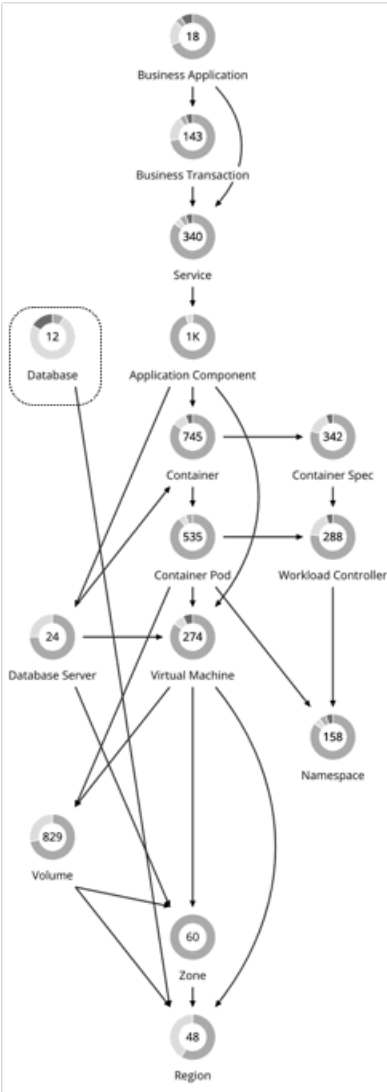 18
Business Application
143
Business Transaction
340
Service
12
Database
1K
Application Component
745
Container
342
Container Spec
535
Container Pod
288
Workload Controller
24
Database Server
274
Virtual Machine
158
Namespace
829
Volume
60
Zone
48
Region